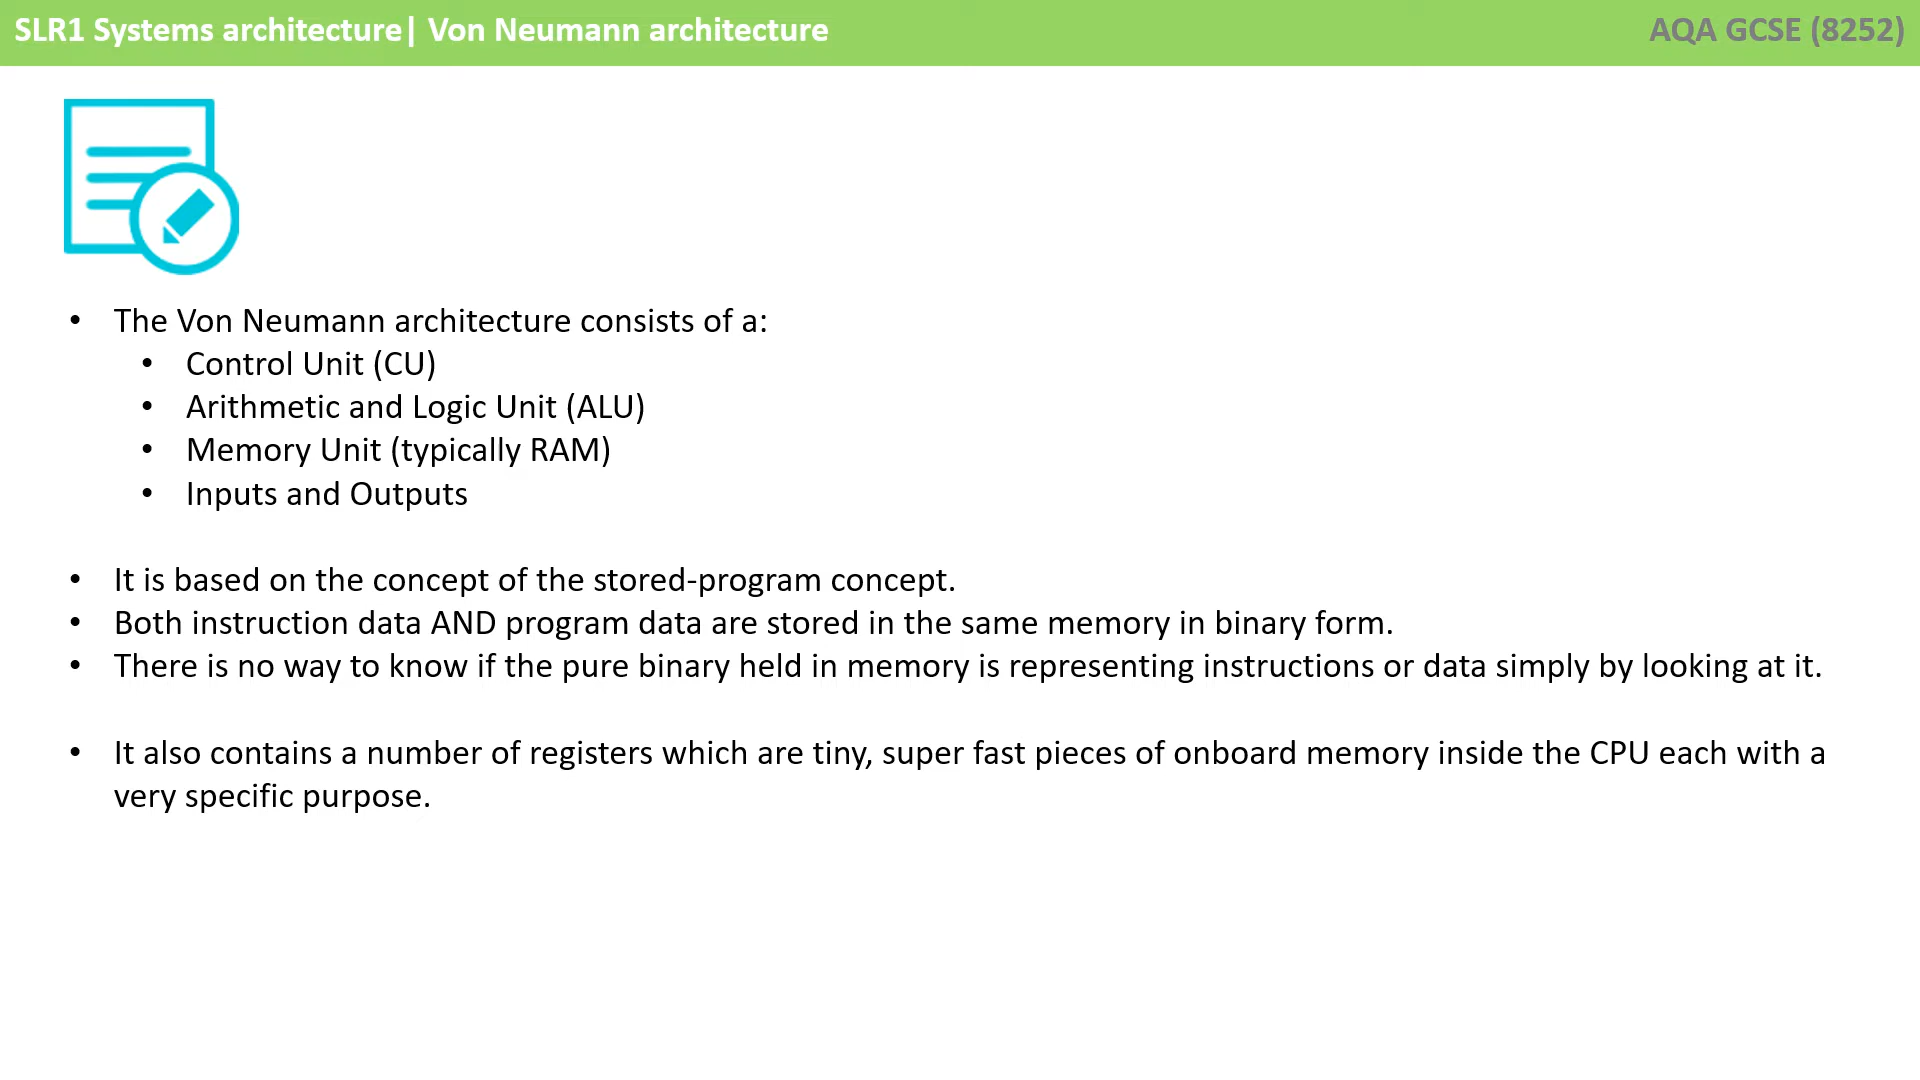 SLR1 Systems architecture| Von Neumann architecture
AQA GCSE (8252)
• The Von Neumann architecture consists of a:
• Control Unit (CU)
• Arithmetic and Logic Unit (ALU)
• Memory Unit (typically RAM)
• Inputs and Outputs
• It is based on the concept of the stored-program concept.
• Both instruction data AND program data are stored in the same memory in binary form.
• There is no way to know if the pure binary held in memory is representing instructions or data simply by looking at it.
• It also contains a number of registers which are tiny, super fast pieces of onboard memory inside the CPU each with a
very specific purpose.